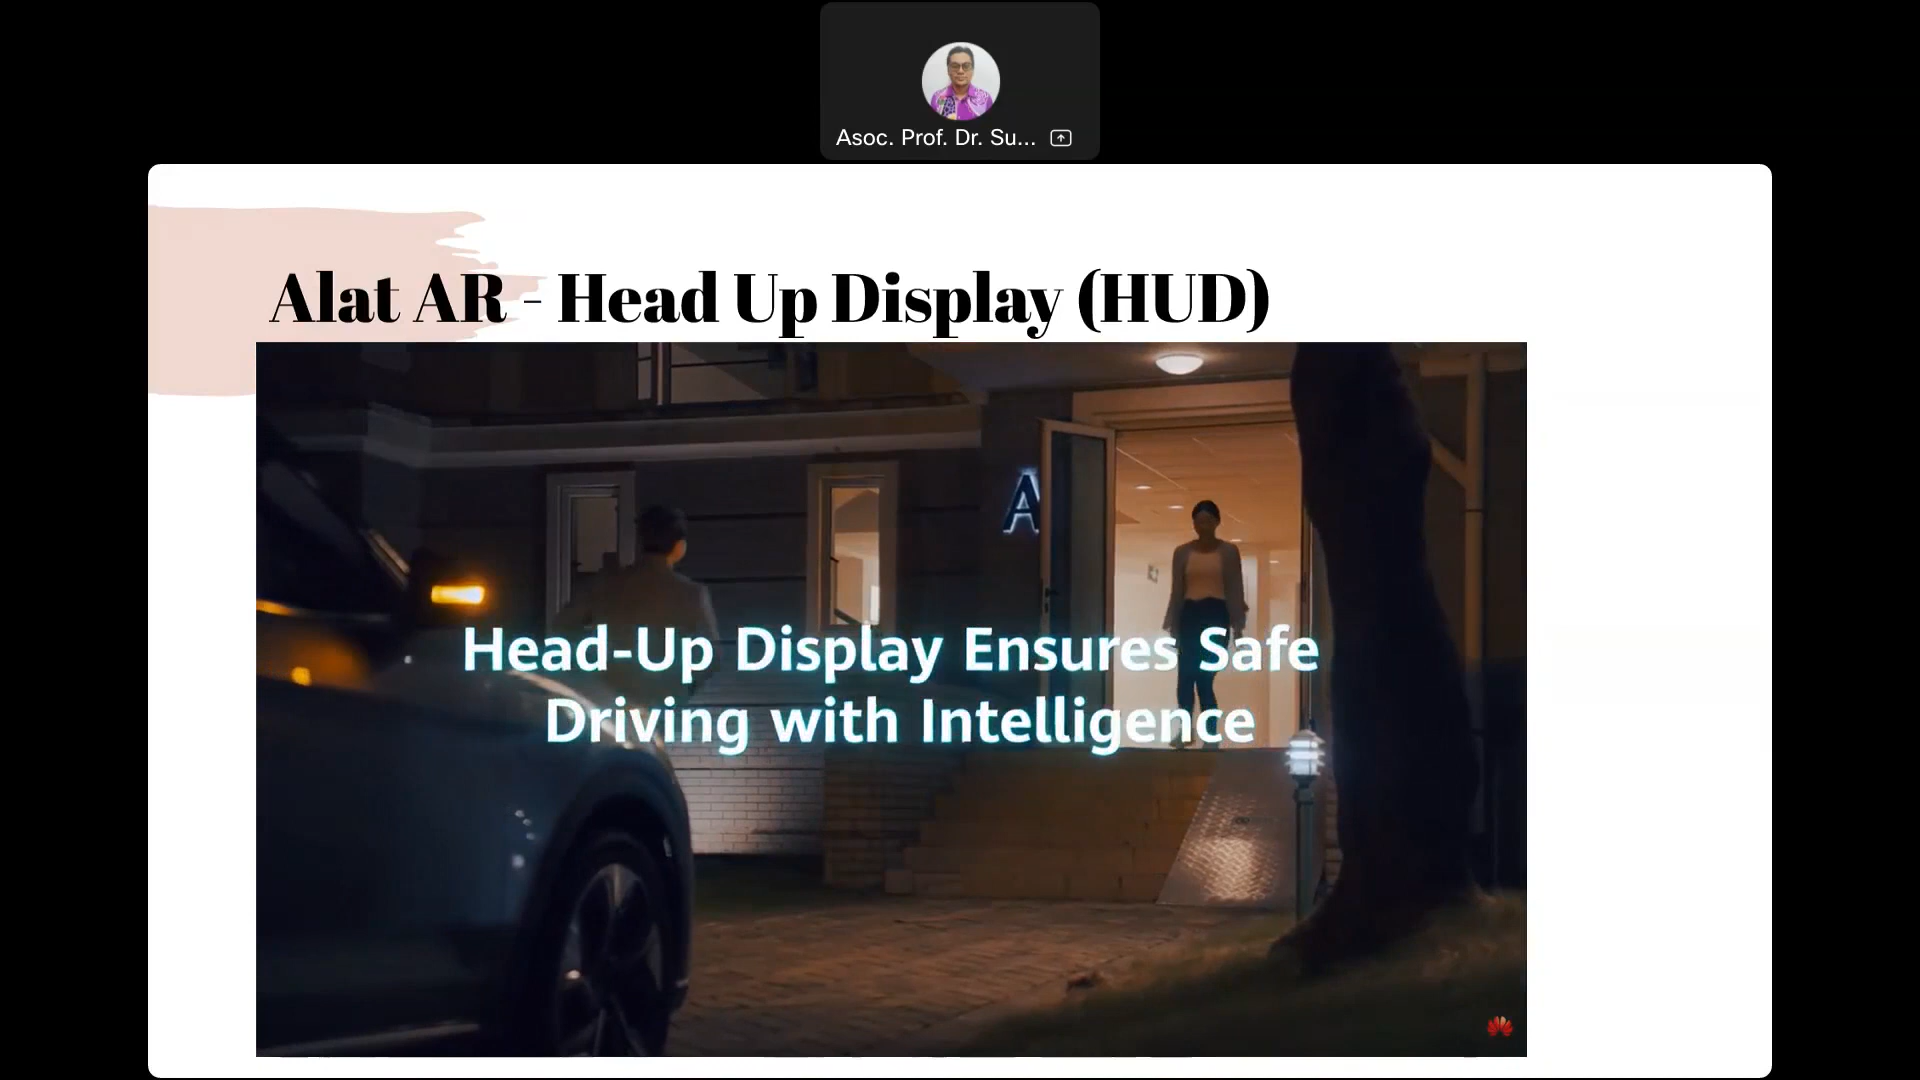 Asoc. Prof. Dr. Su...
Alat AR - Head Up Display (HUD)
A
Head-Up Display Ensures Safe
Driving with Intelligence